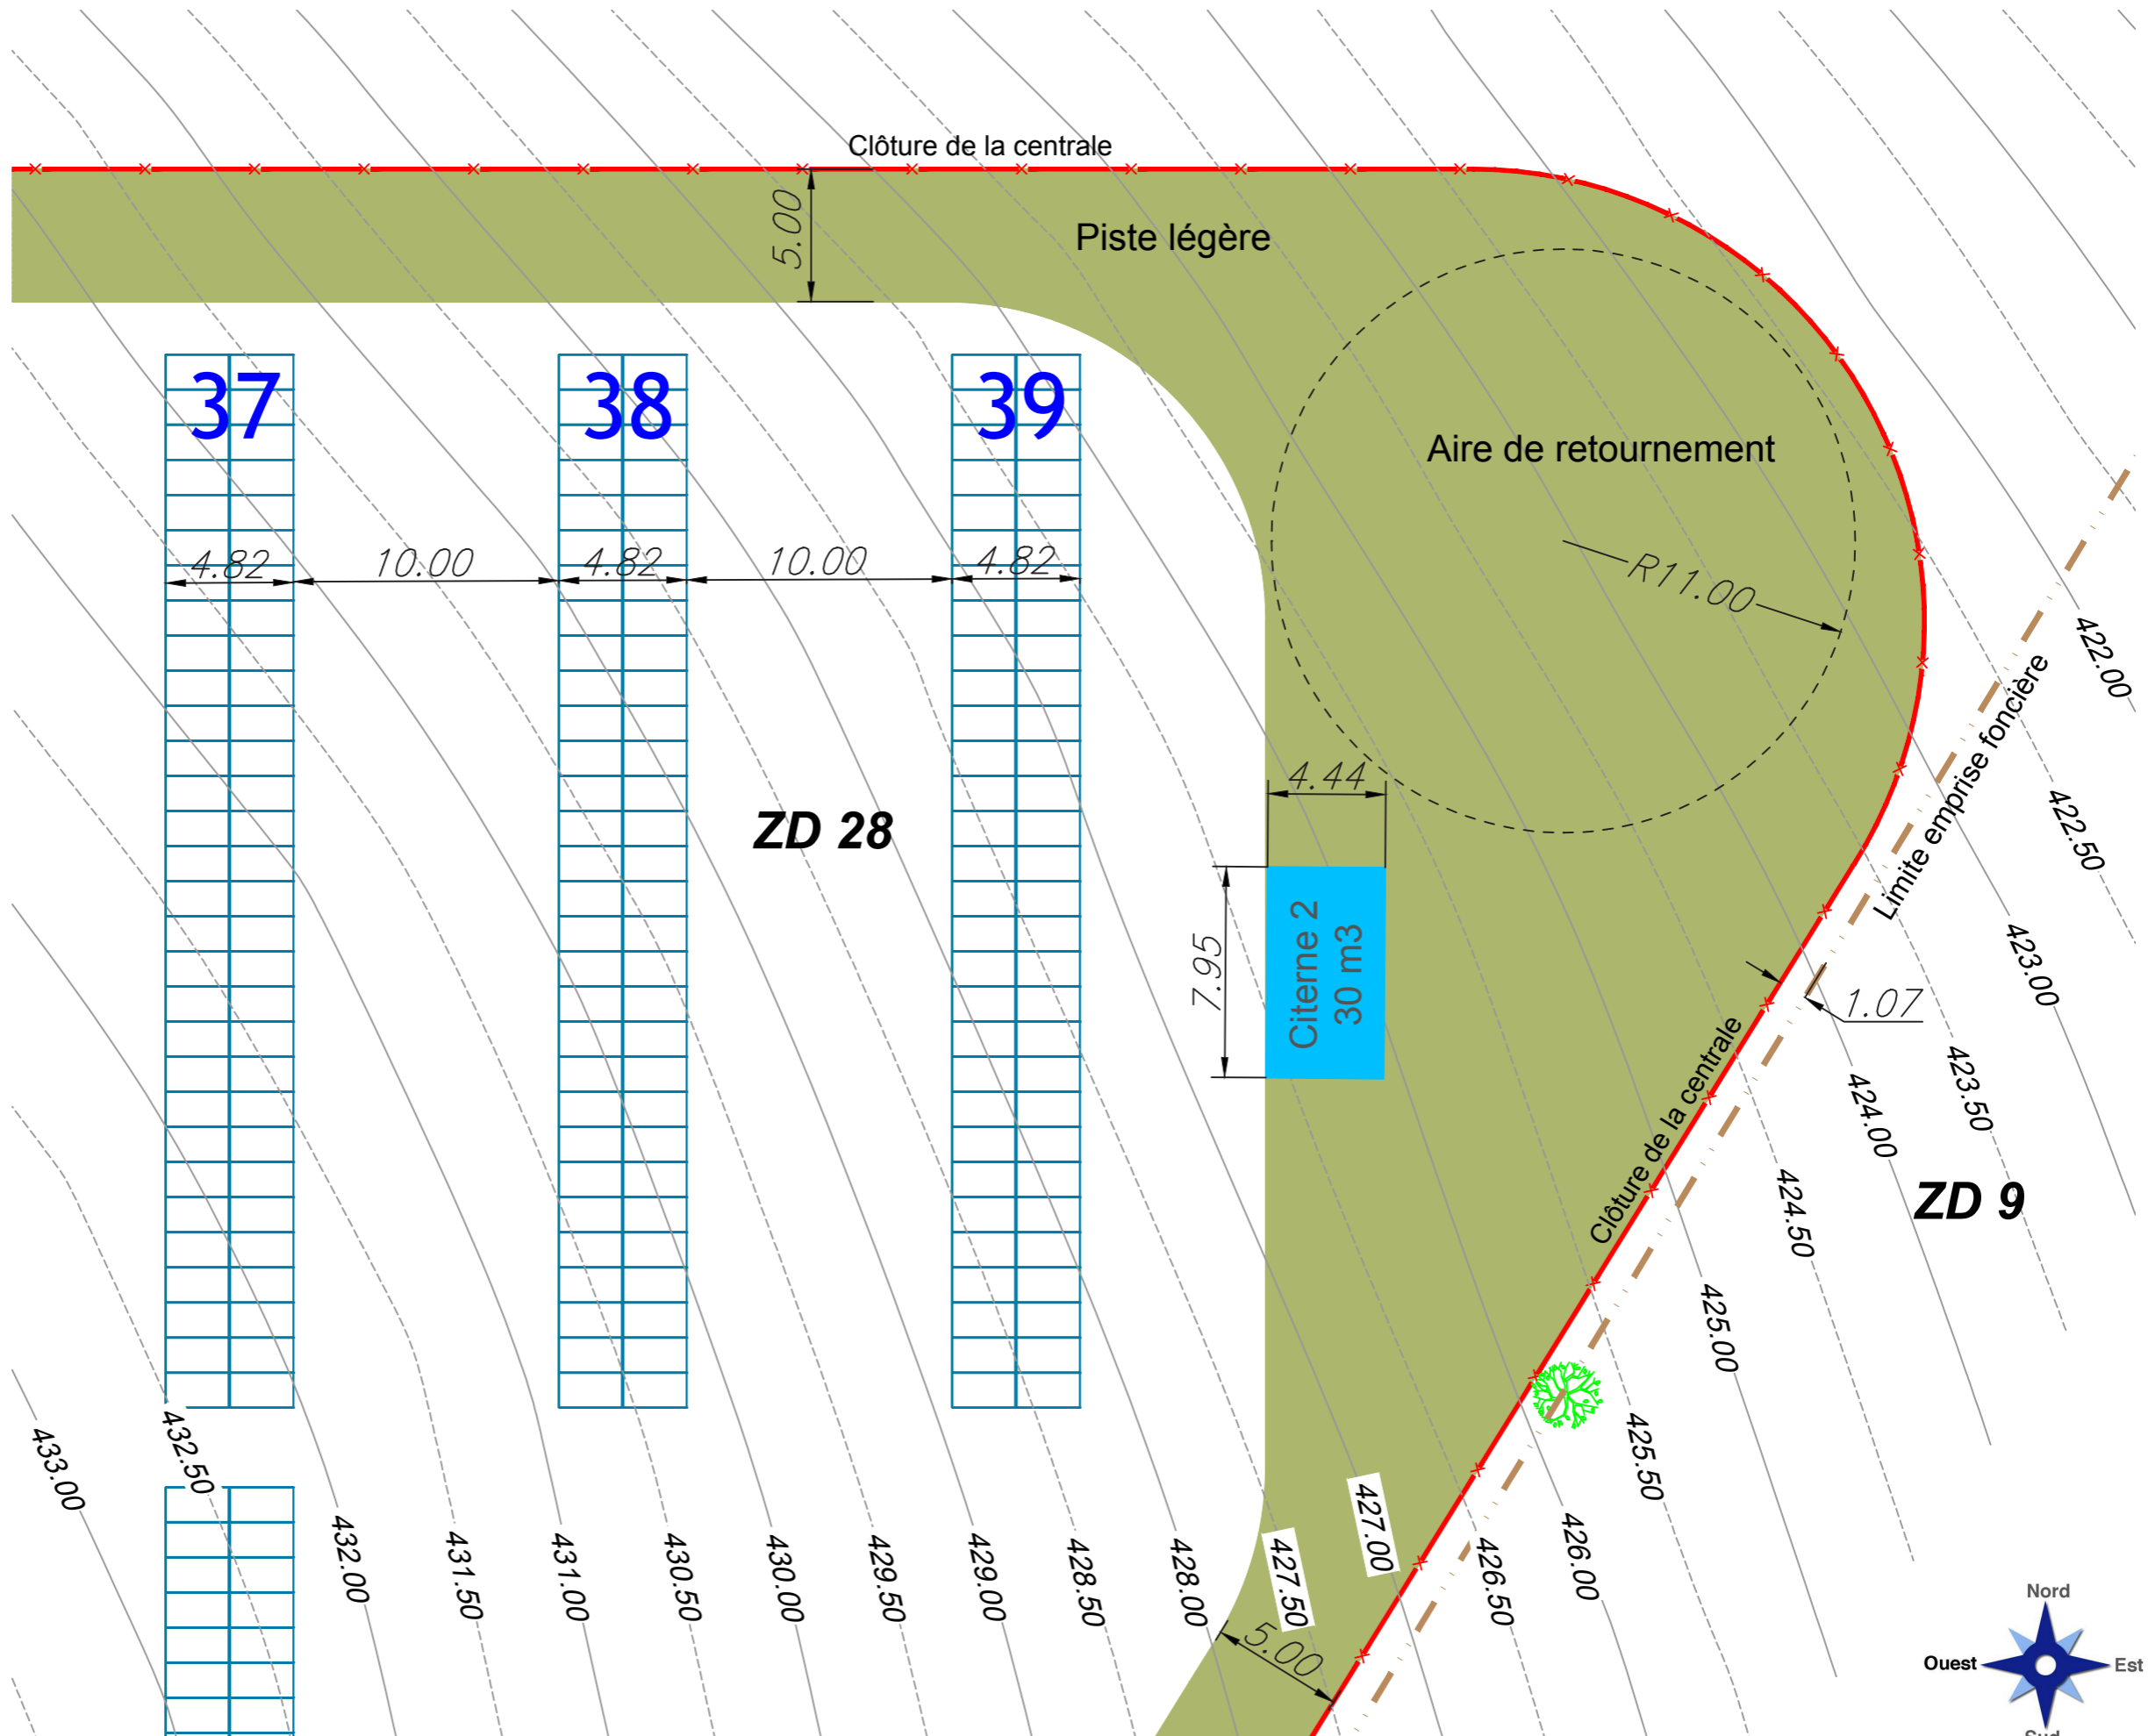 Clôture de la centrale
5.00
Piste légère
37
38
39
Aire de retournement
4.82
10.00
4.82
10.00
4.82
R11.00
422.00
Limite emprise foncière
4.44
ZD 28
422.50
Citerne 2
30 m3
7.95
423.00
1.07
Clôture de la centrale
423.50
424.00
424.50
ZD 9
425.00
425.50
433.00
432.50
432.00
431.50
431.00
430.50
430.00
429.50
429.00
428.50
428.00
427.50
427.00
426.50
426.00
5.00
Nord
Ouest
Est
Sud